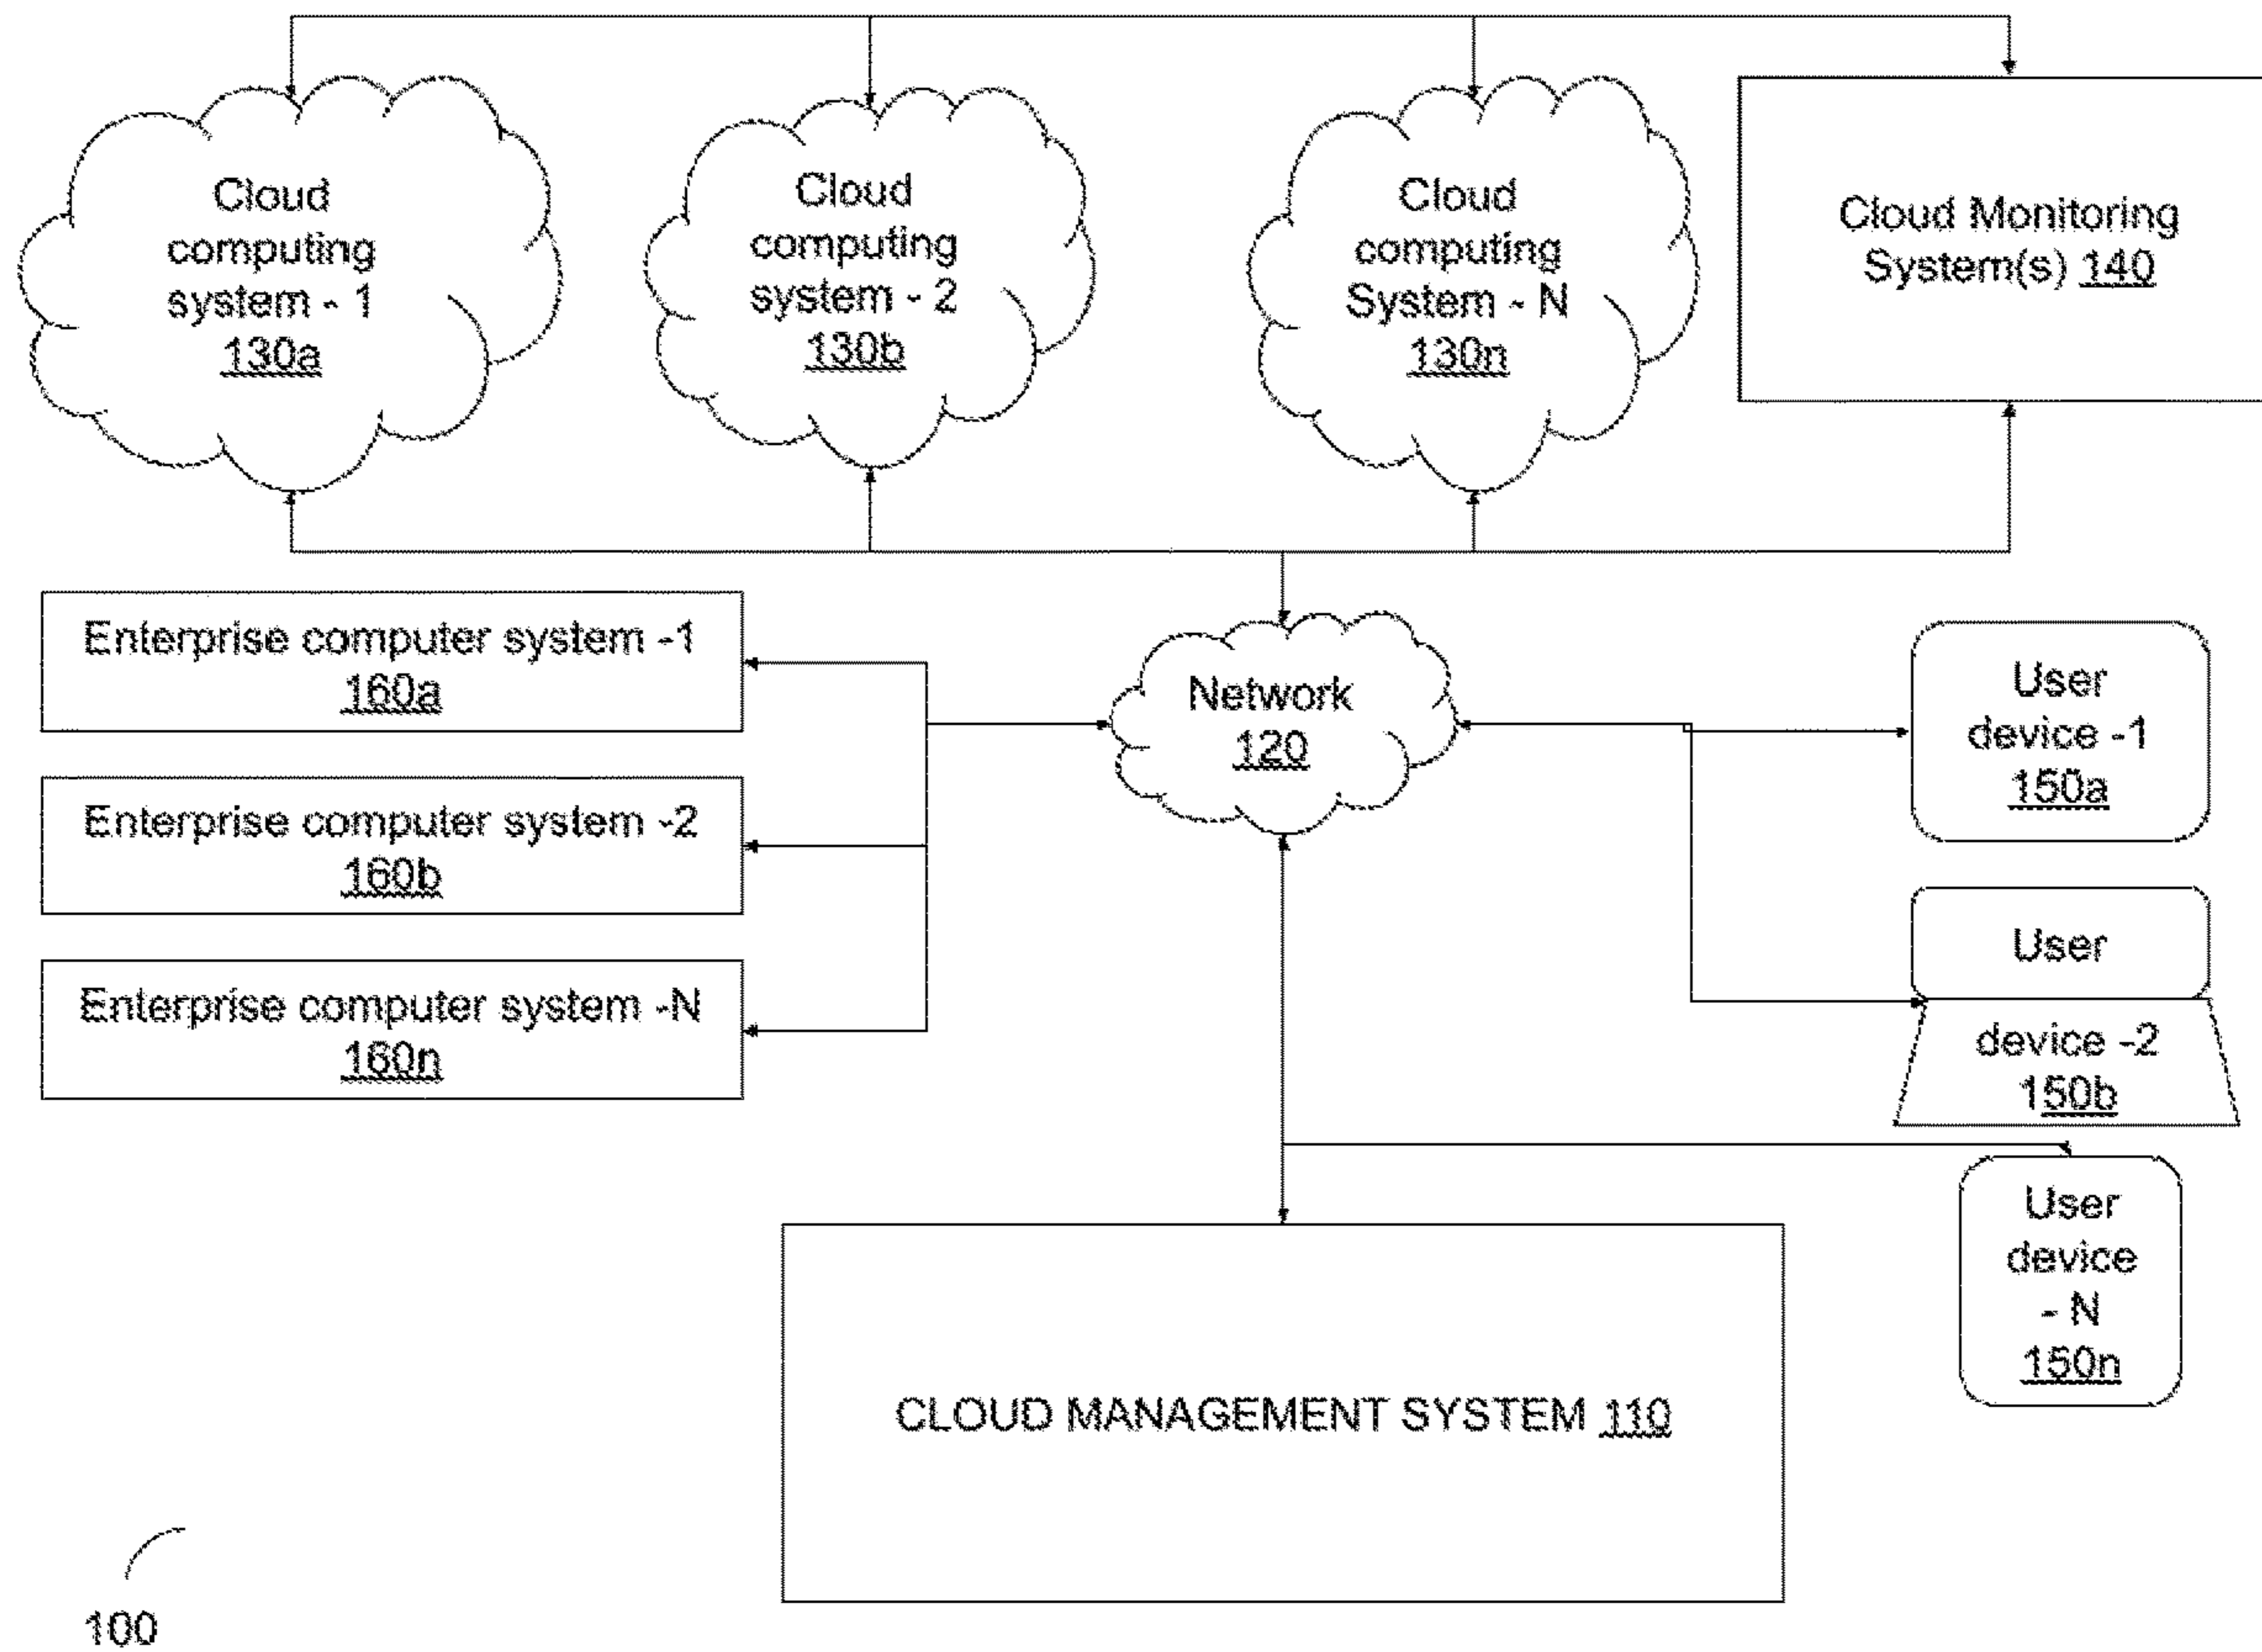 Cloud
computing
system - 1
130a
Cloud
computing
system - 2
130b
Cloud
computing
System - N
130n
Cloud Monitoring
System(s) 140
Enterprise computer system -1
160a
Enterprise computer system -2
160b
Enterprise computer system -N
160n
Network
120
User
device -1
150a
User
device -2
150b
User
device
- N
150n
CLOUD MANAGEMENT SYSTEM 110
100